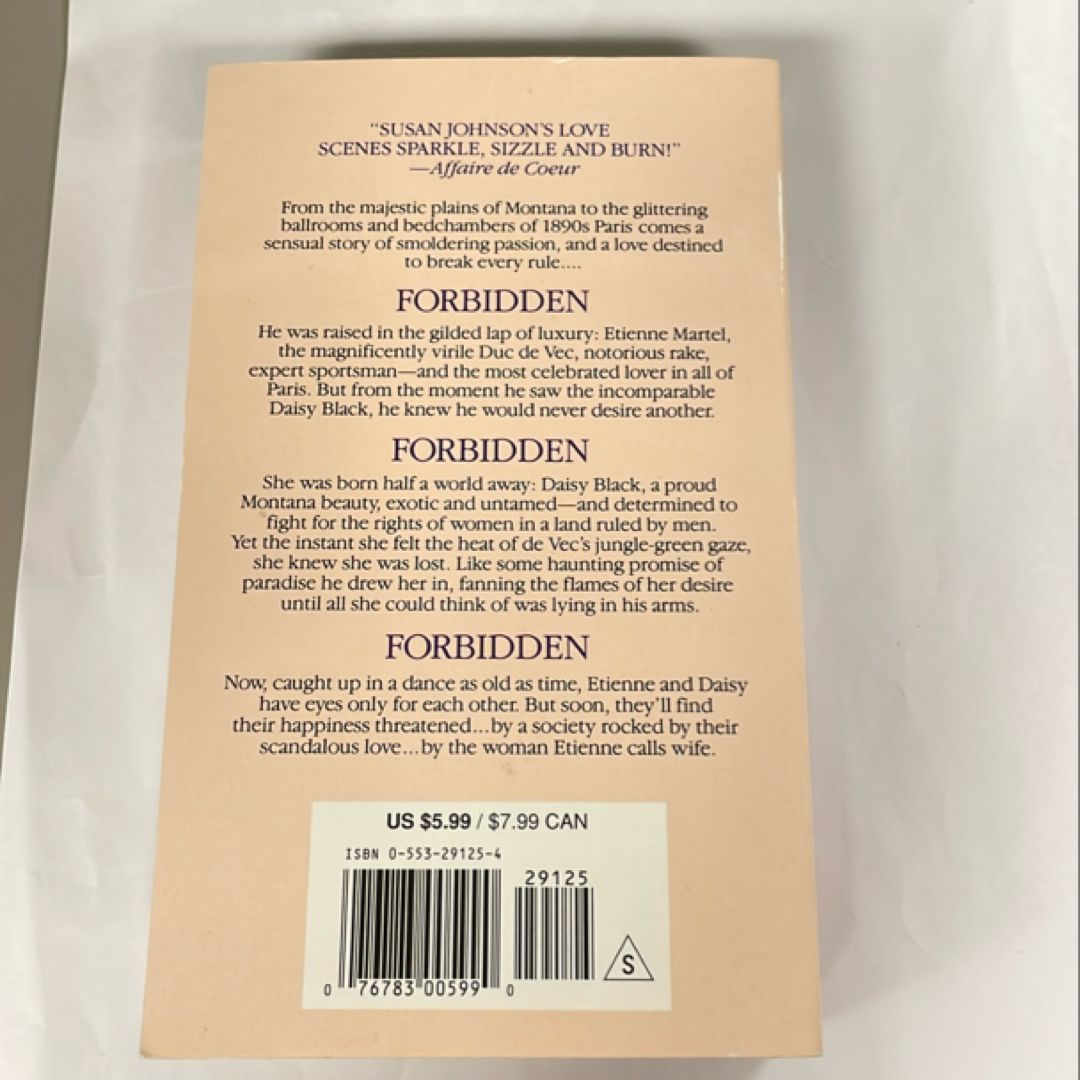 “SUSAN JOHNSON’S LOVE
SCENES SPARKLE, SIZZLE AND BURN!”
—Affaire de Coeur
From the majestic plains of Montana to the glittering
ballrooms and bedchambers of 1890s Paris comes a
sensual story of smoldering passion, and a love destined
to break every rule....
FORBIDDEN
He was raised in the gilded lap of luxury: Etienne Martel,
the magnificently virile Duc de Vec, notorious rake,
expert sportsman—and the most celebrated lover in all of
Paris. But from the moment he saw the incomparable
Daisy Black, he knew he would never desire another.
FORBIDDEN
She was born half a world away: Daisy Black, a proud
Montana beauty, exotic and untamed—and determined to
fight for the rights of women in a land ruled by men.
Yet the instant she felt the heat of de Vec’s jungle-green gaze,
she knew she was lost. Like some haunting promise of
paradise he drew her in, fanning the flames of her desire
until all she could think of was lying in his arms.
FORBIDDEN
Now, caught up in a dance as old as time, Etienne and Daisy
have eyes only for each other. But soon, they’ll find
their happiness threatened...by a society rocked by their
scandalous love...by the woman Etienne calls wife.
US $5.99 / $7.99 CAN
ISBN 0-553-29125-4
29125
S
0 76783 00599 0